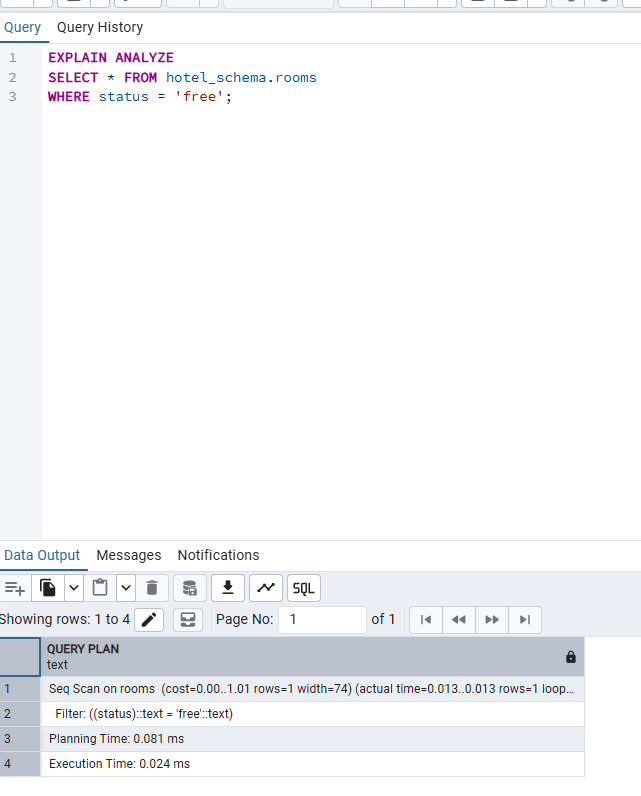 Query Query History
1 EXPLAIN ANALYZE
2 SELECT * FROM hotel_schema.rooms
3 WHERE status = 'free';
Data Output Messages Notifications
SQL
Showing rows: 1 to 4 Page No: 1 of 1
QUERY PLAN
text
1 Seq Scan on rooms (cost=0.00..1.01 rows=1 width=74) (actual time=0.013..0.013 rows=1 loop...
2 Filter: ((status)::text = 'free'::text)
3 Planning Time: 0.081 ms
4 Execution Time: 0.024 ms